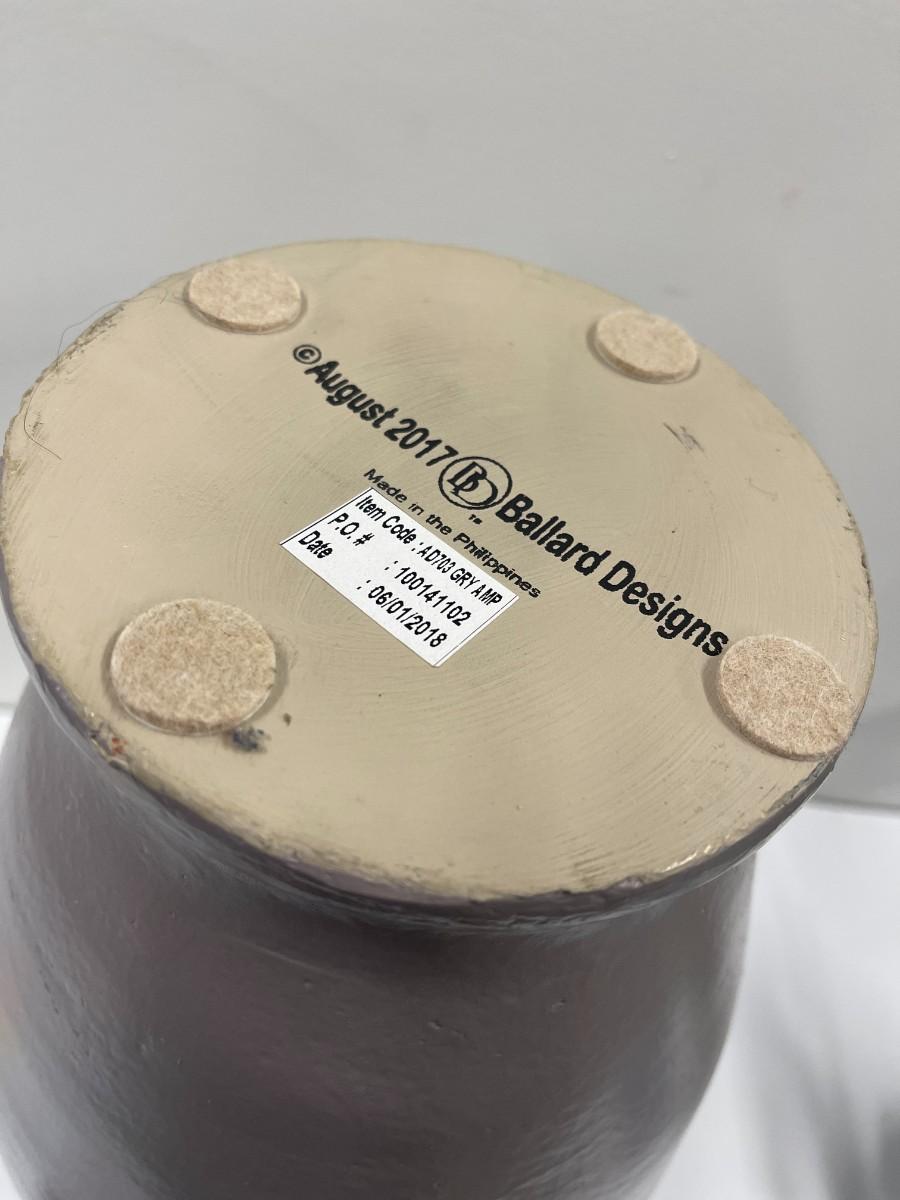 © August 2017 BD Ballard Designs
TM
Made in the Philippines
Item Code : AD703 GRY AMP
P.O. # : 100141102
Date : 06/01/2018